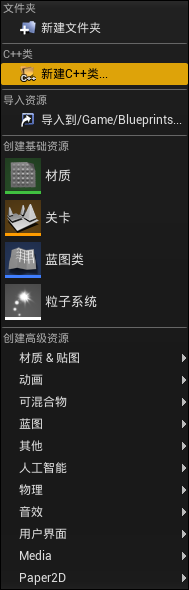 文件夹
新建文件夹
C++类
新建C++类...
导入资源
导入到/Game/Blueprints...
创建基础资源
材质
关卡
蓝图类
粒子系统
创建高级资源
材质 & 贴图
动画
可混合物
蓝图
其他
人工智能
物理
音效
用户界面
Media
Paper2D